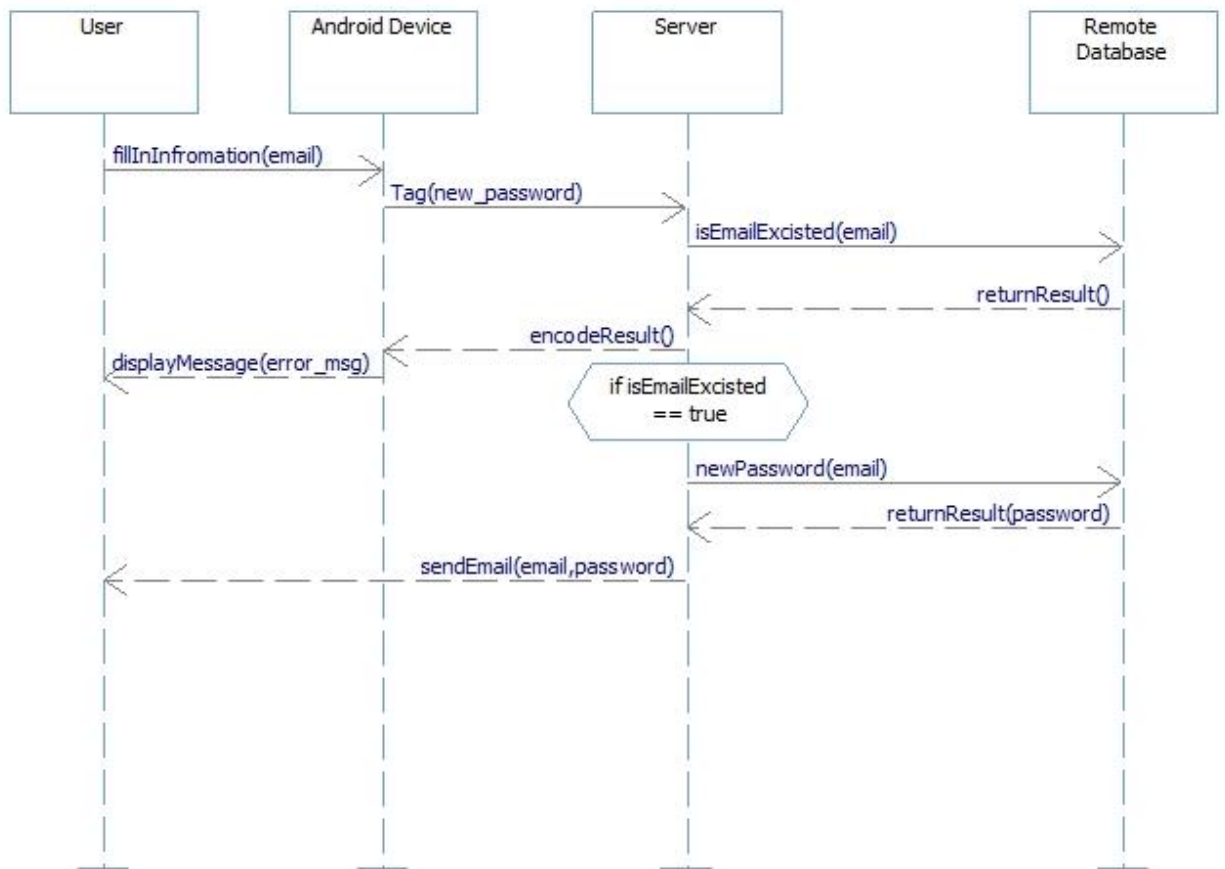 User
Android Device
Server
Remote
Database
fillInInfromation(email)
Tag(new_password)
isEmailExcisted(email)
returnResult()
encodeResult()
displayMessage(error_msg)
if isEmailExcisted
== true
newPassword(email)
returnResult(password)
sendEmail(email,password)